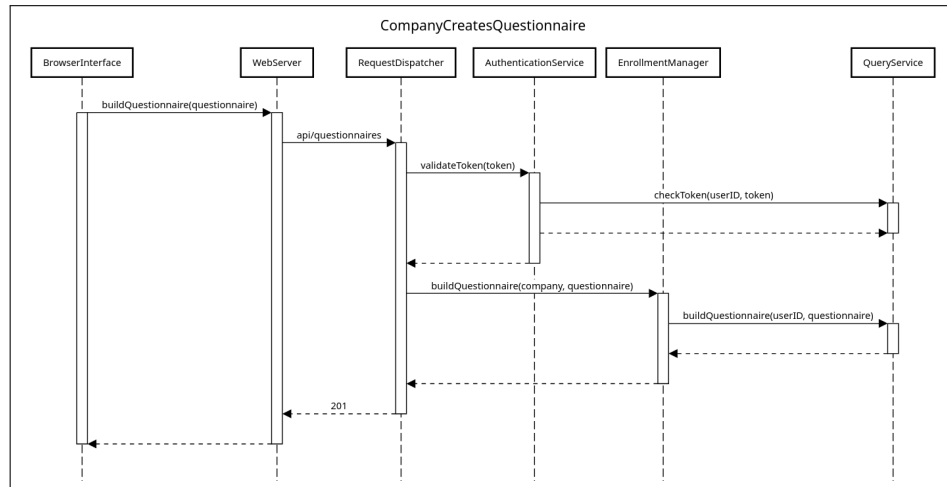 CompanyCreatesQuestionnaire
BrowserInterface
WebServer
RequestDispatcher
AuthenticationService
EnrollmentManager
QueryService
buildQuestionnaire(questionnaire)
api/questionnaires
validateToken(token)
checkToken(userID, token)
buildQuestionnaire(company, questionnaire)
buildQuestionnaire(userID, questionnaire)
201